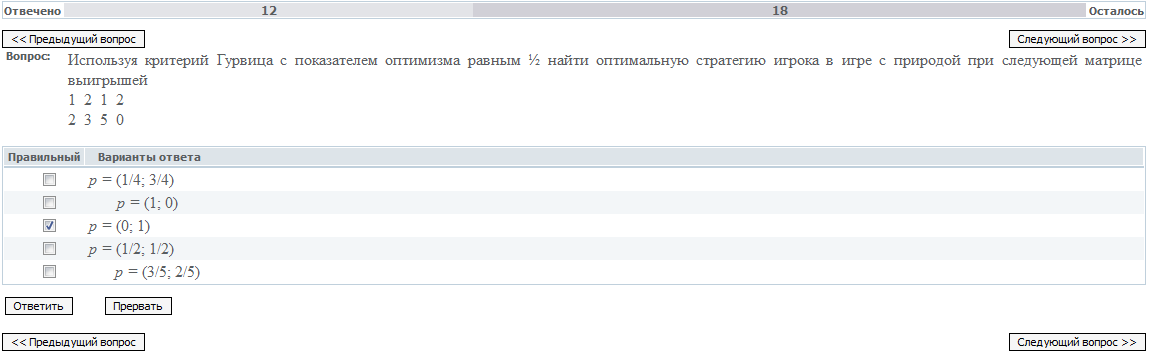 Отвечено 12 18 Осталось
<< Предыдущий вопрос Следующий вопрос >>
Вопрос: Используя критерий Гурвица с показателем оптимизма равным ½ найти оптимальную стратегию игрока в игре с природой при следующей матрице
выигрышей
1 2 1 2
2 3 5 0
Правильный Варианты ответа
p = (1/4; 3/4)
p = (1; 0)
p = (0; 1)
p = (1/2; 1/2)
p = (3/5; 2/5)
Ответить Прервать
<< Предыдущий вопрос Следующий вопрос >>